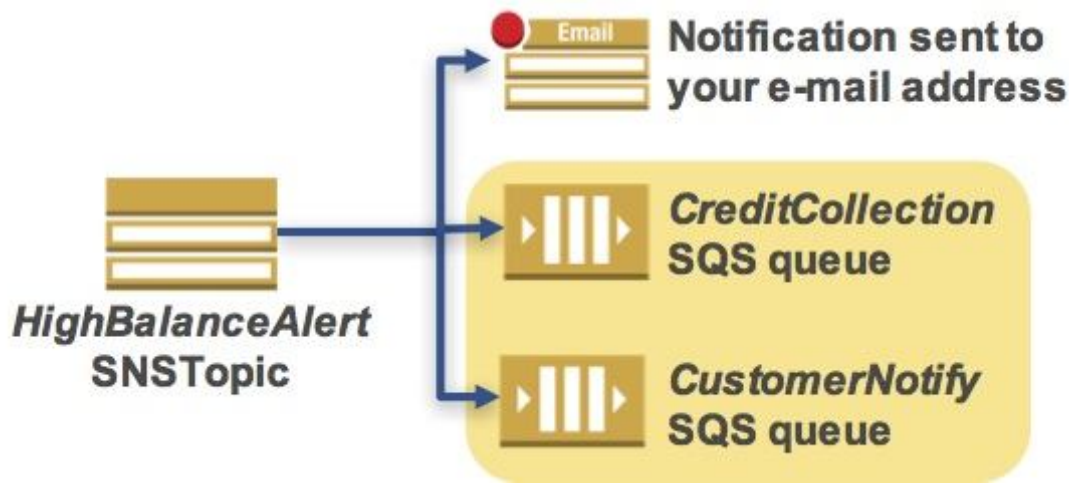 Email
Notification sent to
your e-mail address
CreditCollection
SQS queue
HighBalanceAlert
SNSTopic
CustomerNotify
SQS queue